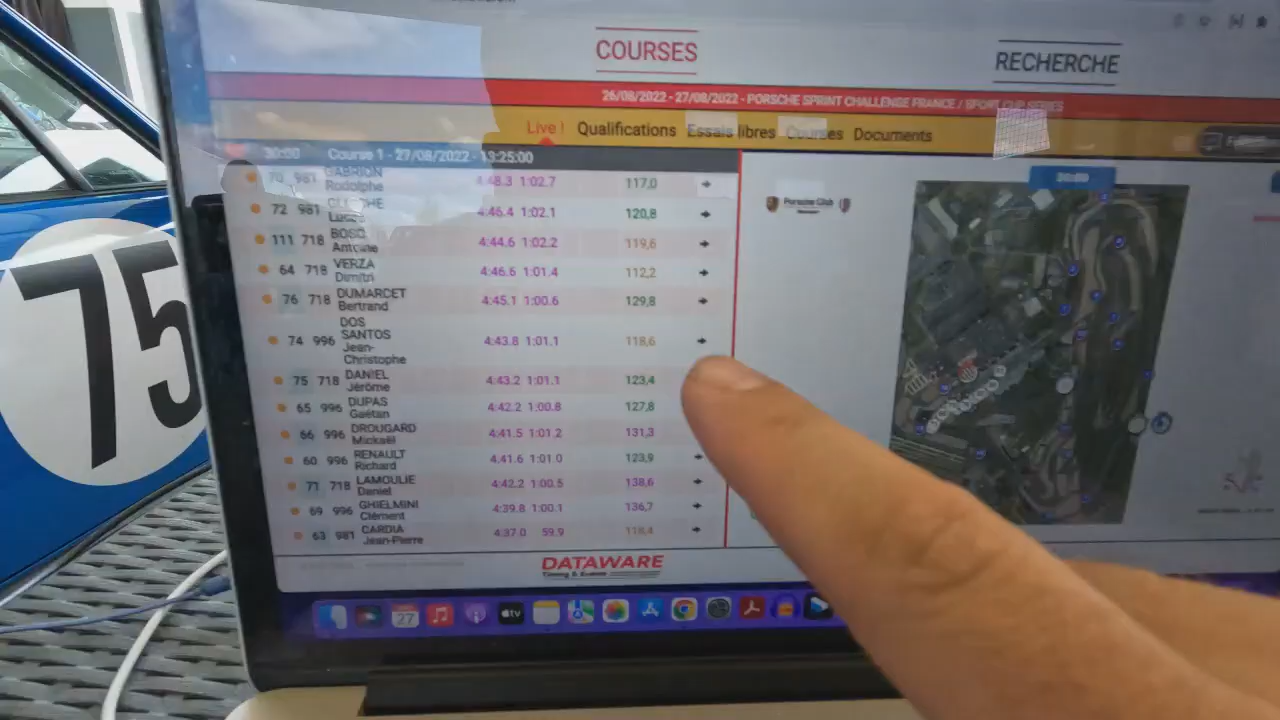 COURSES
RECHERCHE
26/08/2022 - 27/08/2022 - PORSCHE SPRINT CHALLENGE FRANCE / SPORT CUP SERIES
Live ! Qualifications Essais libres Courses Documents
30:00 Course 1 - 27/08/2022 -
70 981 GABRION Rodolphe 4:48.3 1:02.7 117,0
72 981 4:46.4 1:02.1 120,8
111 718 BOSC Antoine 4:44.6 1:02.2 119,6
64 718 VERZA Dimitri 4:46.6 1:01.4 112,2
76 718 DUMARCET Bertrand 4:45.1 1:00.6 129,8
74 996 DOS SANTOS Jean-Christophe 4:43.8 1:01.1 118,6
75 718 DANIEL Jérôme 4:43.2 1:01.1 123,4
65 996 DUPAS Gaétan 4:42.2 1:00.8 127,8
66 996 DROUGARD Mickaël 4:41.5 1:01.2 131,3
60 996 RENAULT Richard 4:41.6 1:01.0 123,9
71 718 LAMOULIE Daniel 4:42.2 1:00.5 138,6
69 996 GHIELMINI Clément 4:39.8 1:00.1 136,7
63 981 CARDIA Jean-Pierre 4:37.0 59.9 118,4
Porsche Club
DATAWARE
Timing & Events
27
tv
75